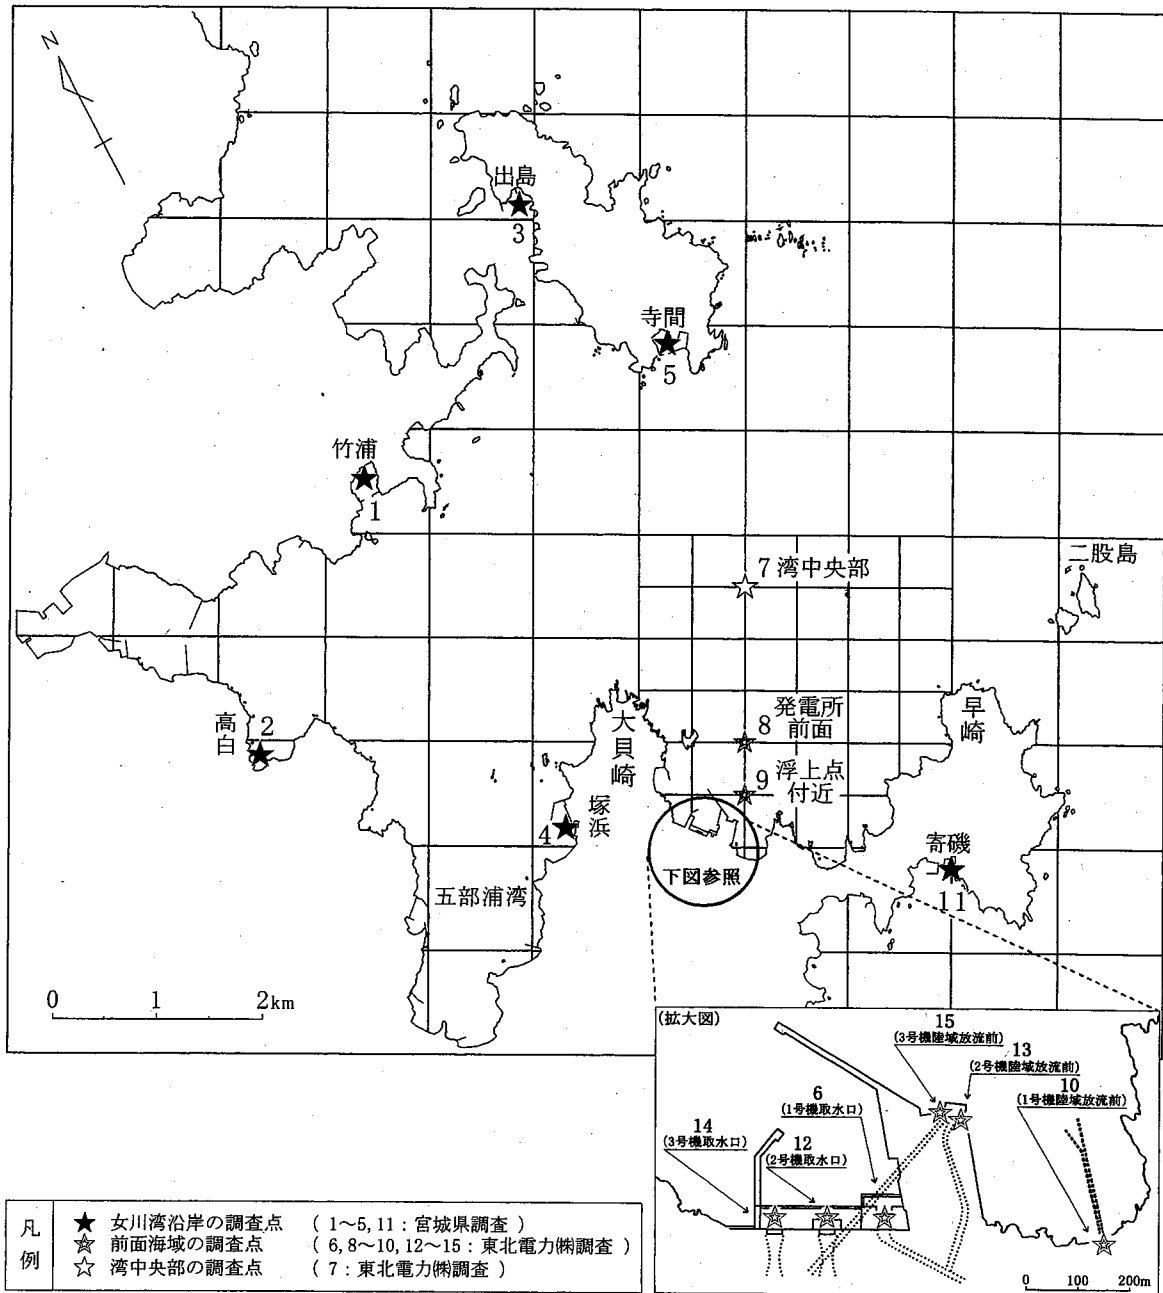 N
出島
3
寺間
5
竹浦
1
7 湾中央部
二股島
高白
2
大貝崎
8
発電所
前面
早崎
9
浮上点
付近
塚浜
4
下図参照
寄磯
11
五部浦湾
0 1 2km
(拡大図)
15
(3号機陸域放流前)
13
(2号機陸域放流前)
10
(1号機陸域放流前)
6
(1号機取水口)
14
(3号機取水口)
12
(2号機取水口)
0 100 200m
凡例
★ 女川湾沿岸の調査点 ( 1~5, 11 : 宮城県調査 )
前面海域の調査点 ( 6, 8~10, 12~15 : 東北電力㈱調査 )
☆ 湾中央部の調査点 ( 7 : 東北電力㈱調査 )